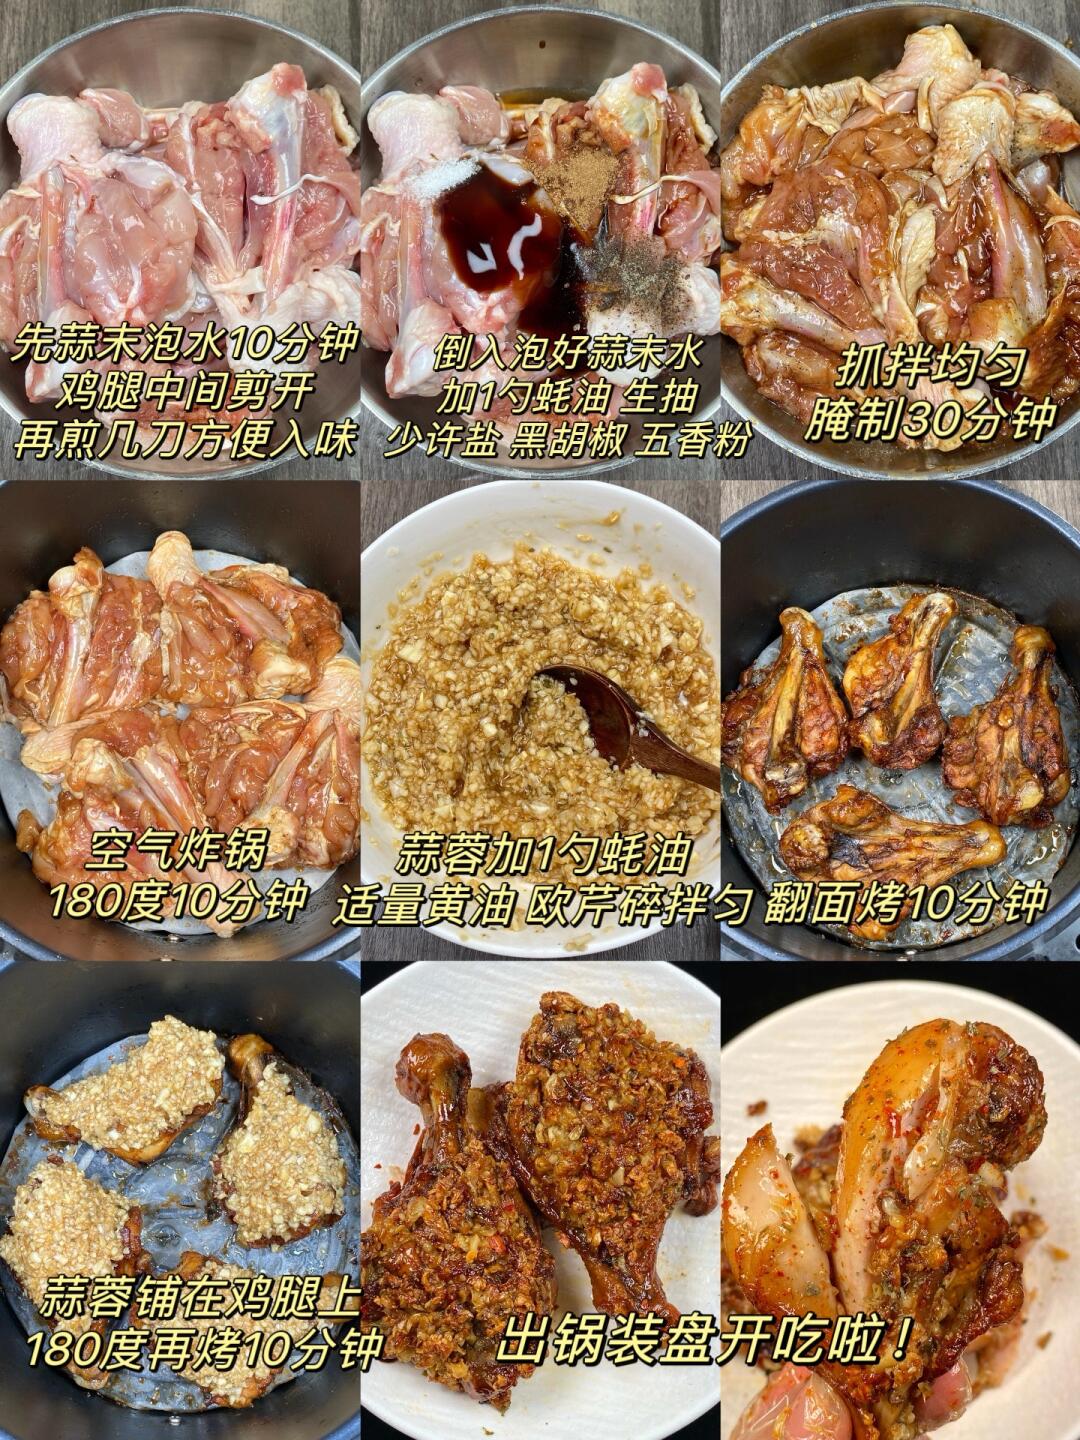 先蒜末泡水10分钟
鸡腿中间剪开
再煎几刀方便入味
倒入泡好蒜末水
加1勺蚝油 生抽
少许盐 黑胡椒 五香粉
抓拌均匀
腌制30分钟
空气炸锅
180度10分钟
蒜蓉加1勺蚝油
适量黄油 欧芹碎拌匀
翻面烤10分钟
蒜蓉铺在鸡腿上
180度再烤10分钟
出锅装盘开吃啦！